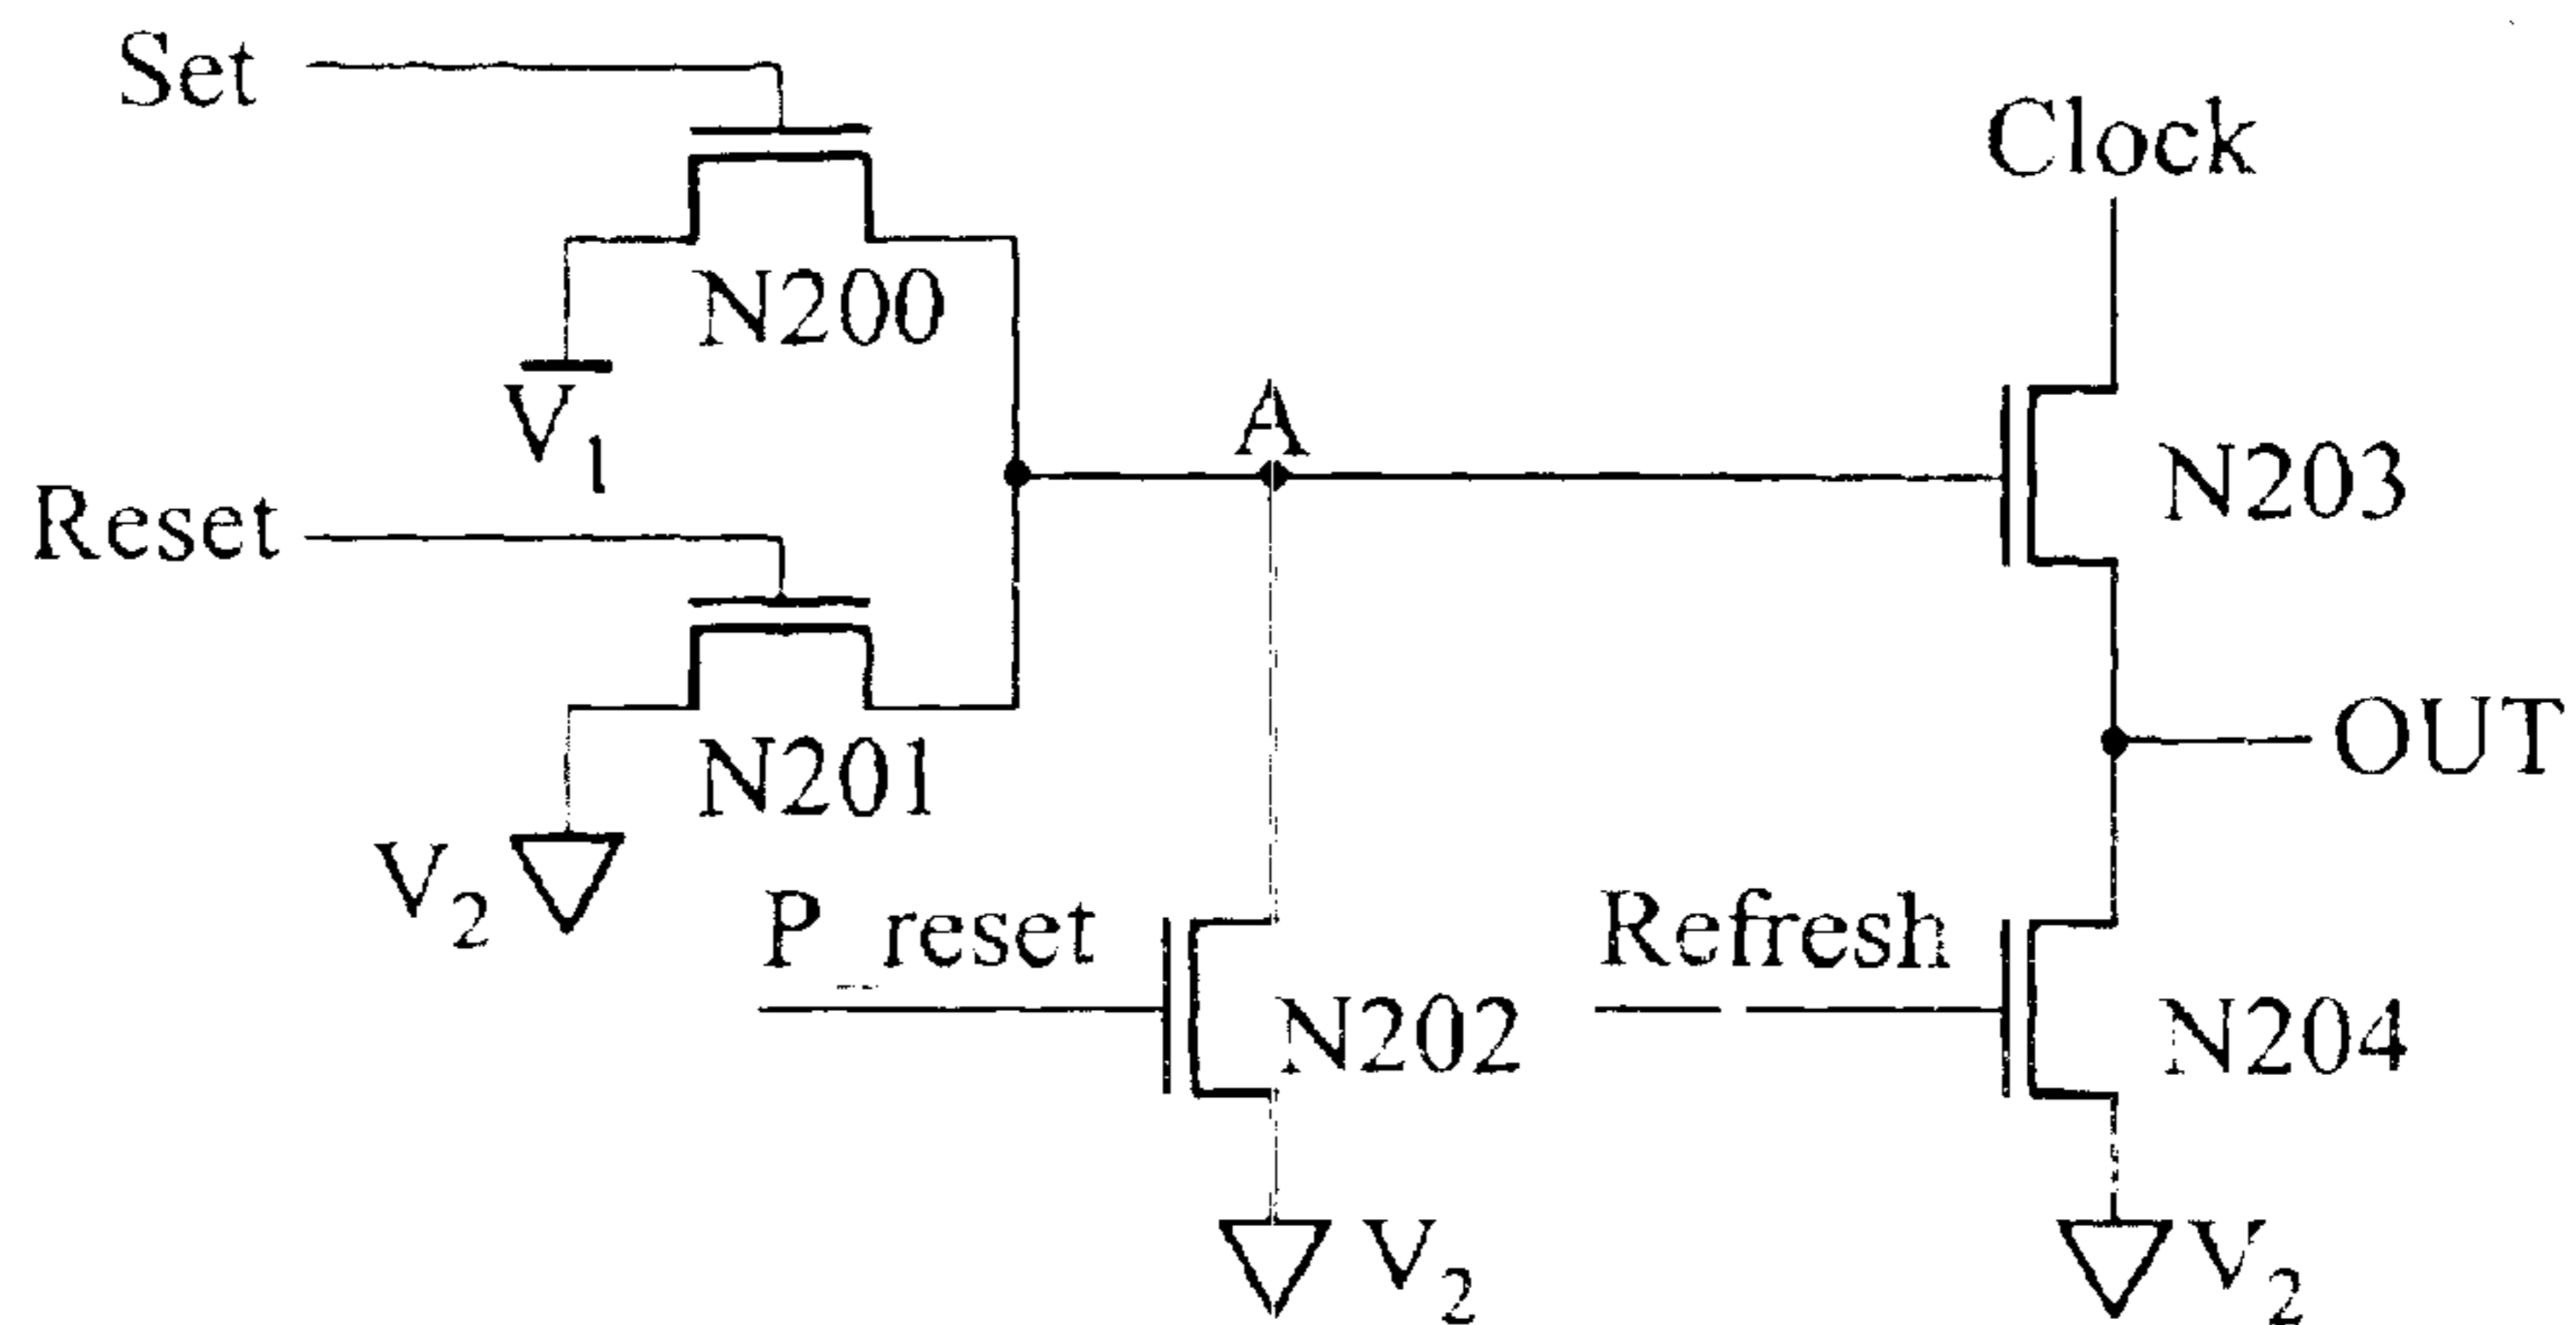 Set
Clock
N200
V1
A
Reset
N203
N201
OUT
V2
P_reset
Refresh
N202
N204
V2
V2